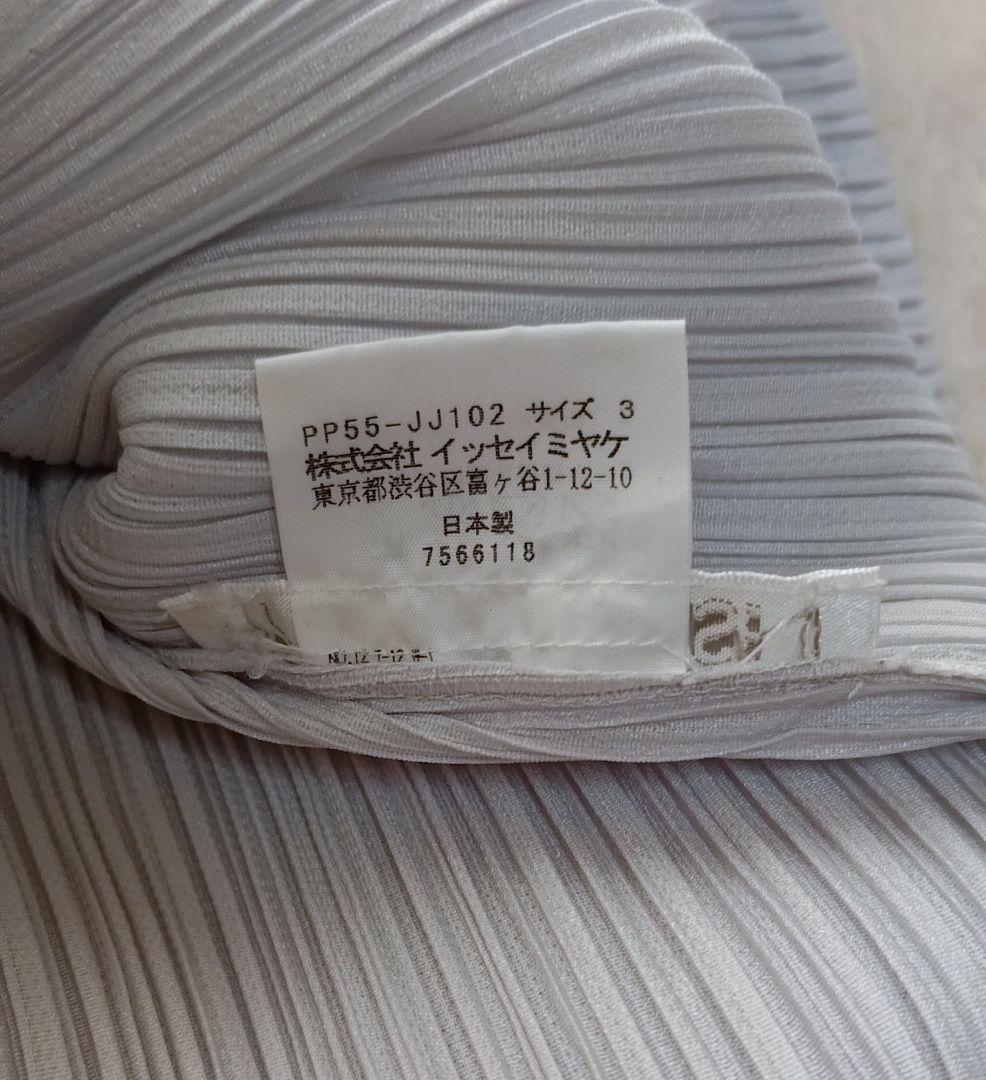 PP55-JJ102 サイズ 3
株式会社 イッセイミヤケ
東京都渋谷区富ヶ谷1-12-10
日本製
7566118